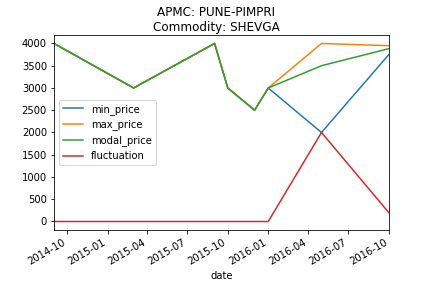 APMC: PUNE-PIMPRI
Commodity: SHEVGA
4000
3500
3000
2500
2000
1500
1000
500
0
min_price
max_price
modal_price
fluctuation
2014-10
2015-01
2015-04
2015-07
2015-10
2016-01
2016-04
2016-07
2016-10
date